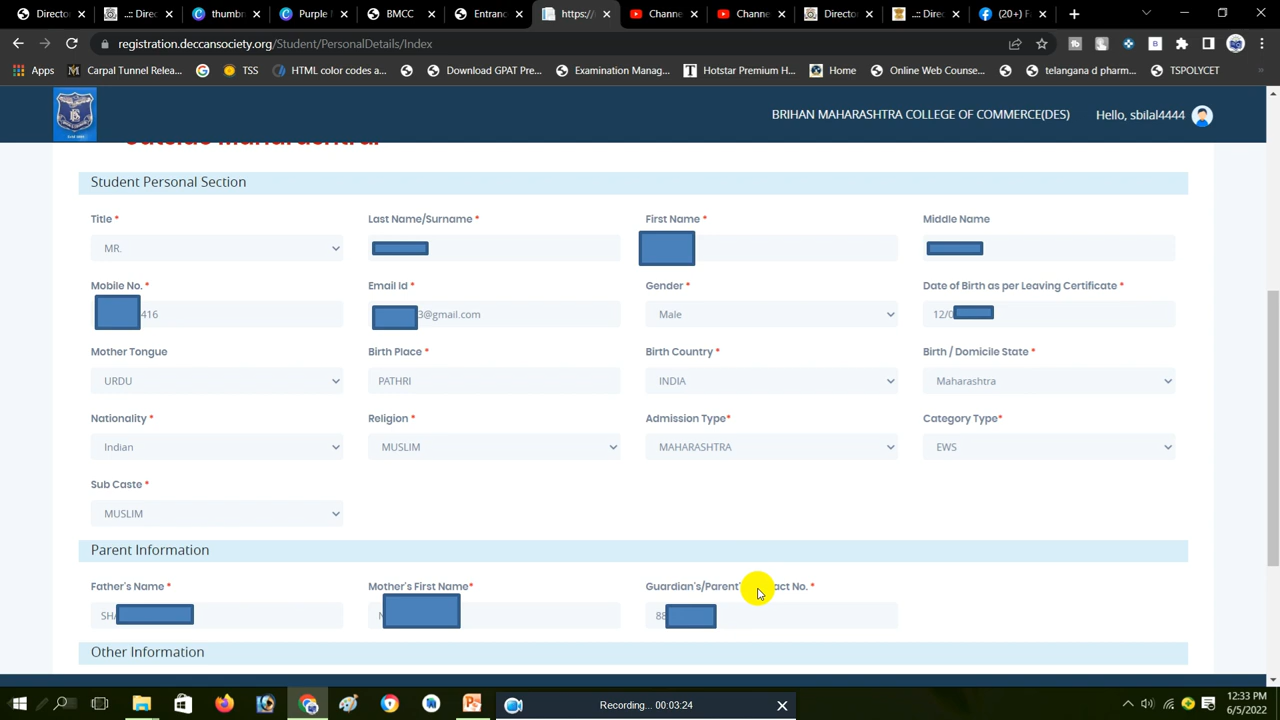 Directo
.:: Direc
thumbn
Purple
BMCC
Entranc
https:/
Channe
Channe
Directo
.:: Direc
(20+) F
registration.deccansociety.org/Student/PersonalDetails/Index
Apps
Carpal Tunnel Relea...
TSS
HTML color codes a...
Download GPAT Pre...
Examination Manag...
Hotstar Premium H...
Home
Online Web Counse...
telangana d pharm...
TSPOLYCET
BRIHAN MAHARASHTRA COLLEGE OF COMMERCE(DES)
Hello, sbilal4444
Student Personal Section
Title *
Last Name/Surname *
First Name *
Middle Name
MR.
Mobile No. *
Email Id *
Gender *
Date of Birth as per Leaving Certificate *
416
3@gmail.com
Male
12/0
Mother Tongue
Birth Place *
Birth Country *
Birth / Domicile State *
URDU
PATHRI
INDIA
Maharashtra
Nationality *
Religion *
Admission Type*
Category Type*
Indian
MUSLIM
MAHARASHTRA
EWS
Sub Caste *
MUSLIM
Parent Information
Father's Name *
Mother's First Name*
Guardian's/Parent' act No. *
SHA
88
Other Information
Recording... 00:03:24
12:33 PM
6/5/2022